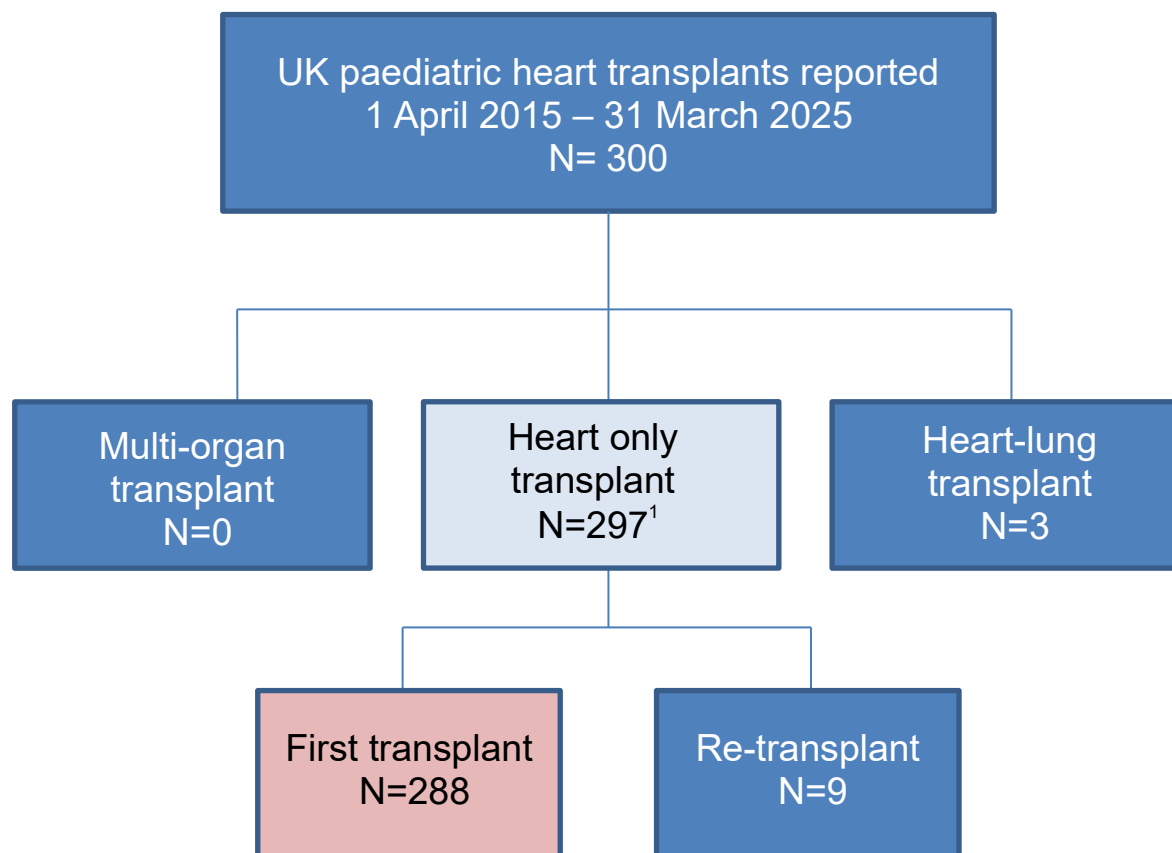 UK paediatric heart transplants reported
1 April 2015 – 31 March 2025
N= 300
Multi-organ
transplant
N=0
Heart only
transplant
N=297¹
Heart-lung
transplant
N=3
First transplant
N=288
Re-transplant
N=9